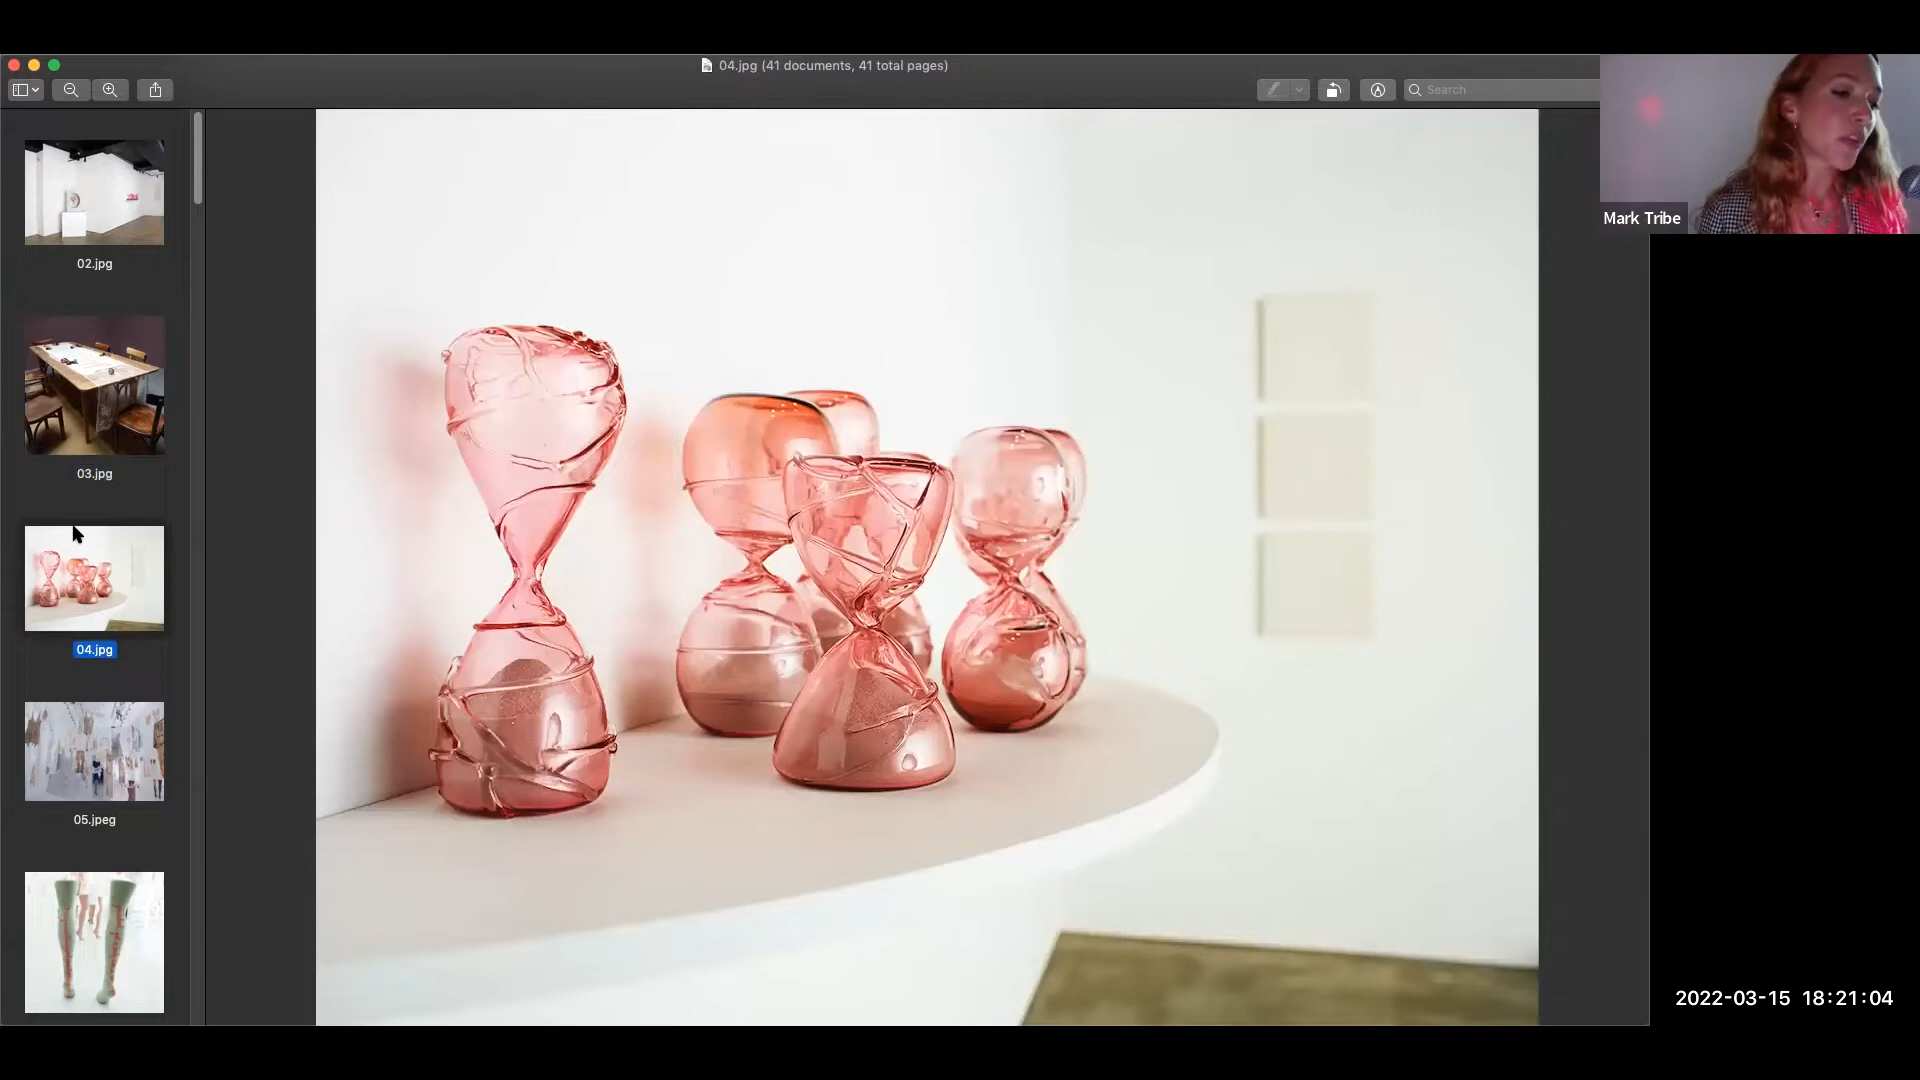 04.jpg (41 documents, 41 total pages)
Search
Mark Tribe
02.jpg
03.jpg
04.jpg
05.jpeg
2022-03-15 18:21:04